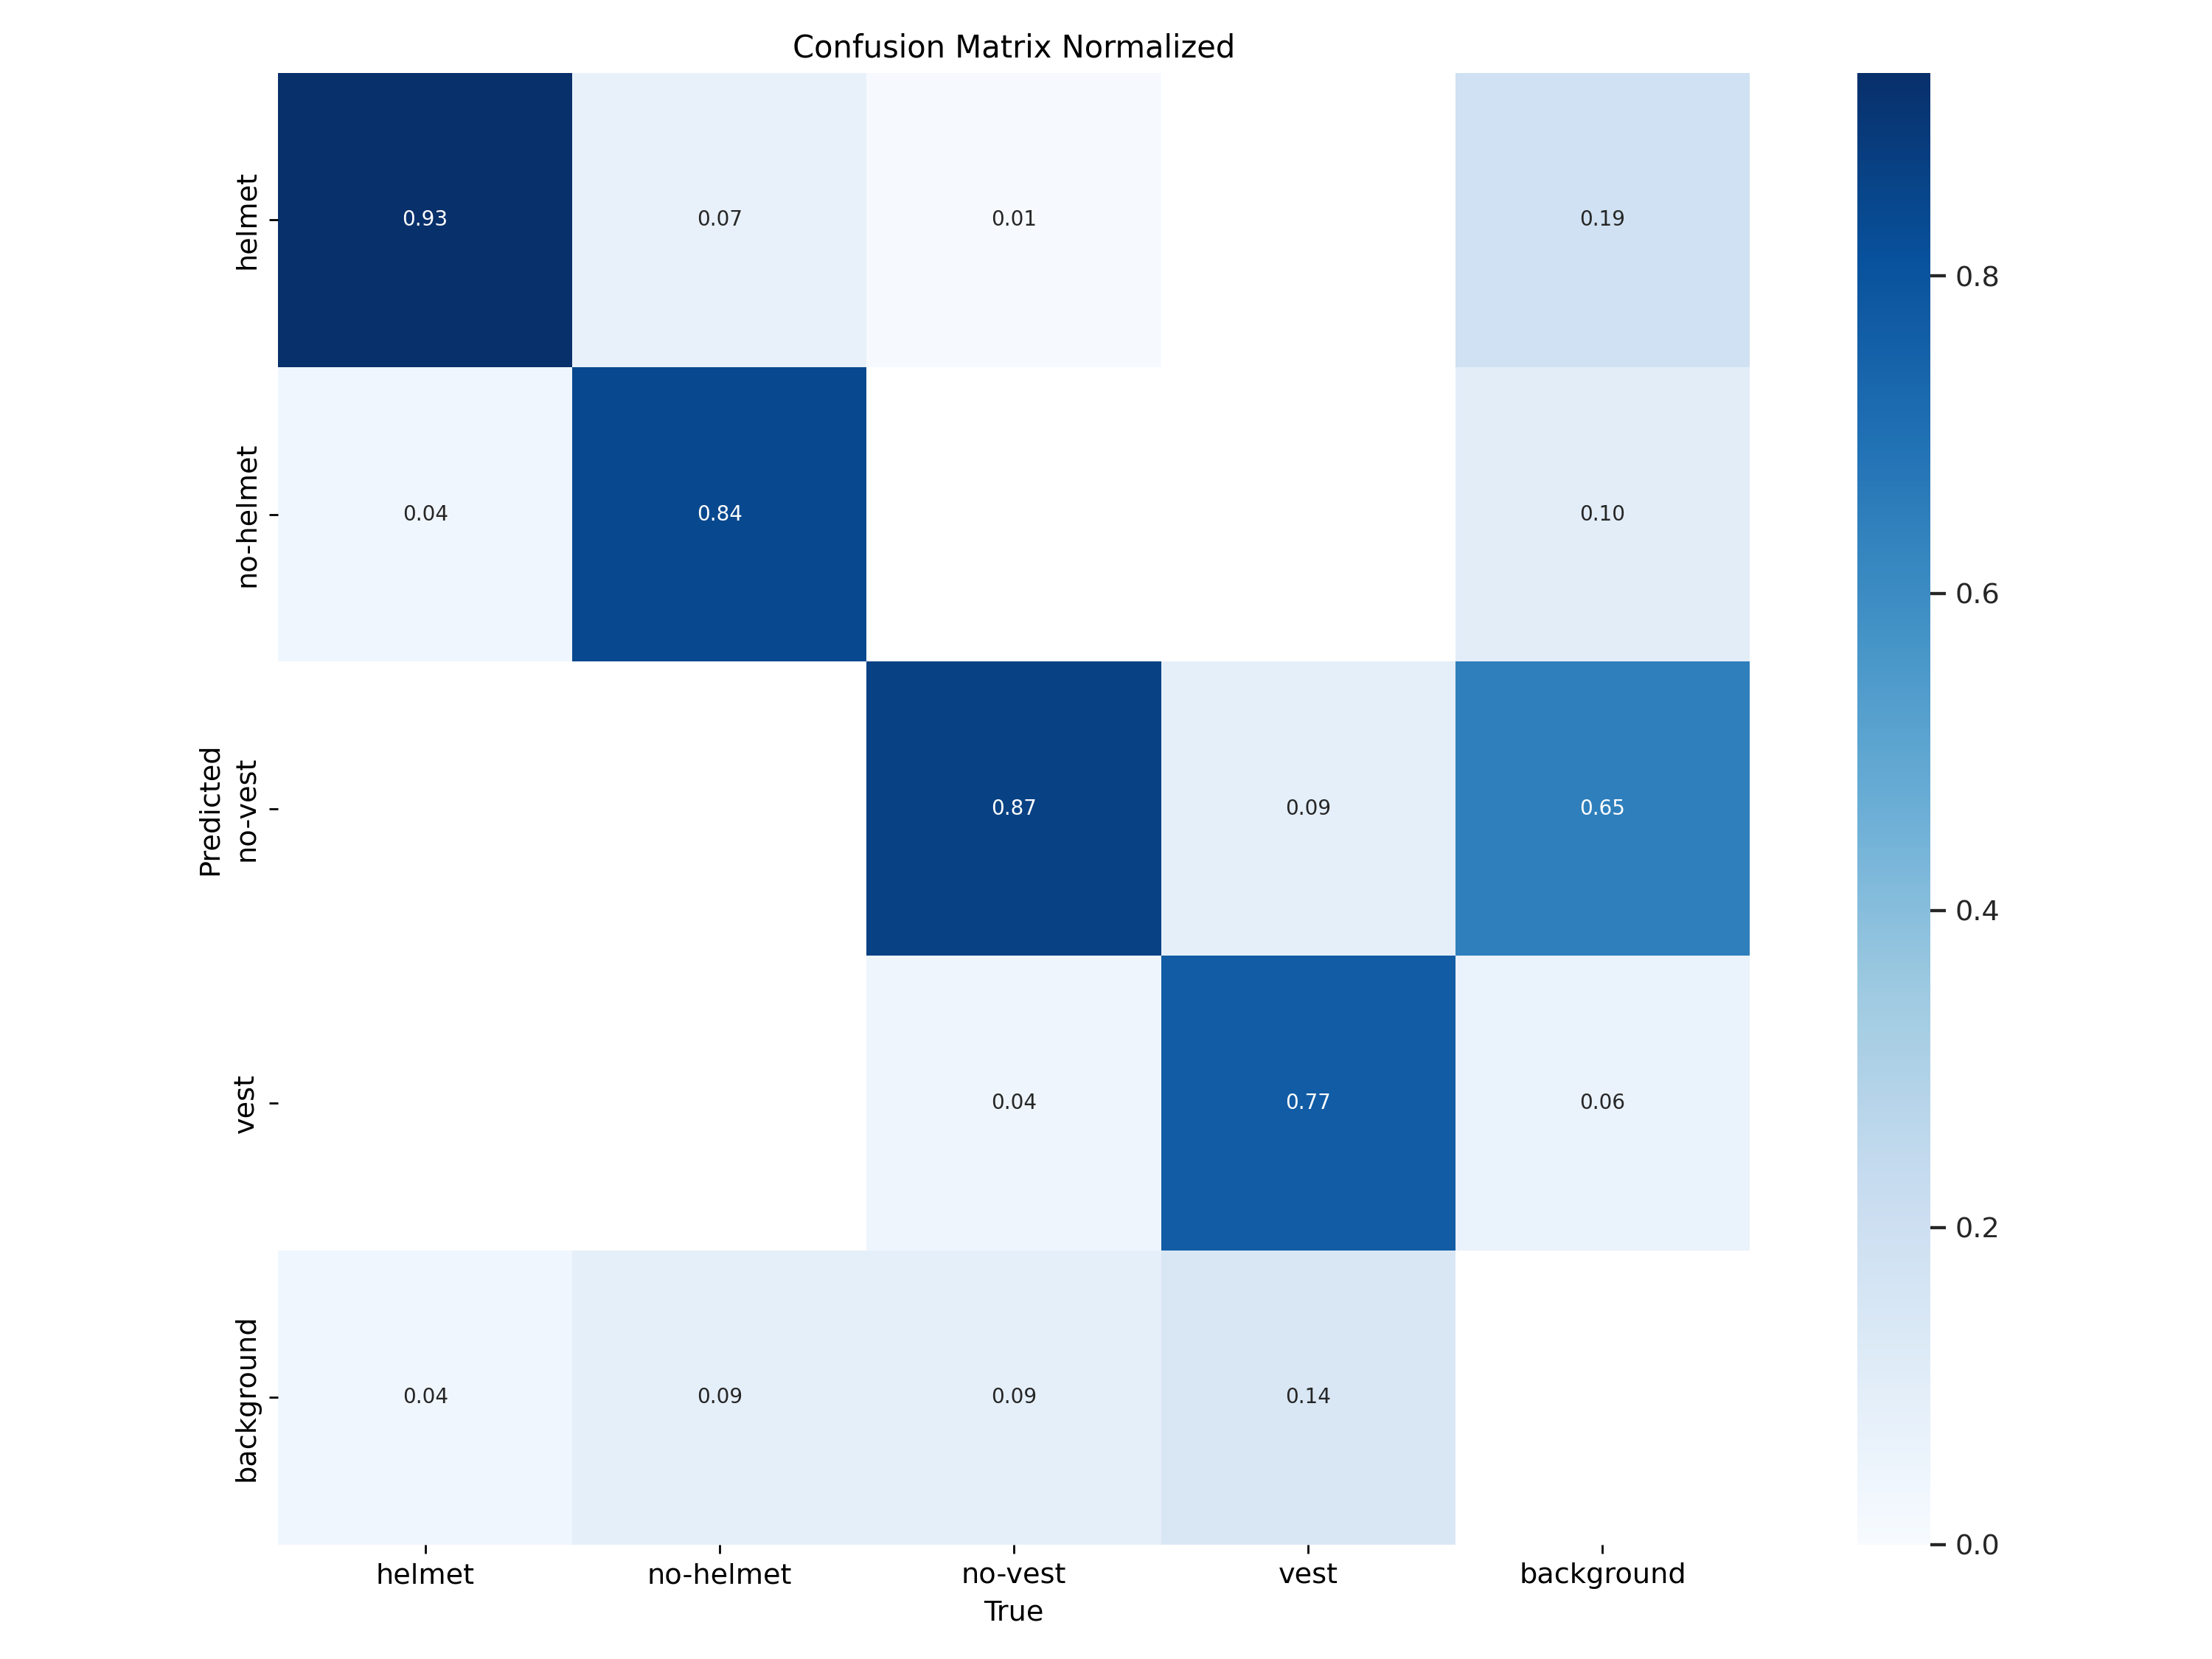 Confusion Matrix Normalized
Predicted
helmet
0.93 0.07 0.01 0.19
no-helmet
0.04 0.84 0.10
no-vest
0.87 0.09 0.65
vest
0.04 0.77 0.06
background
0.04 0.09 0.09 0.14
helmet no-helmet no-vest vest background
True
0.8
0.6
0.4
0.2
0.0